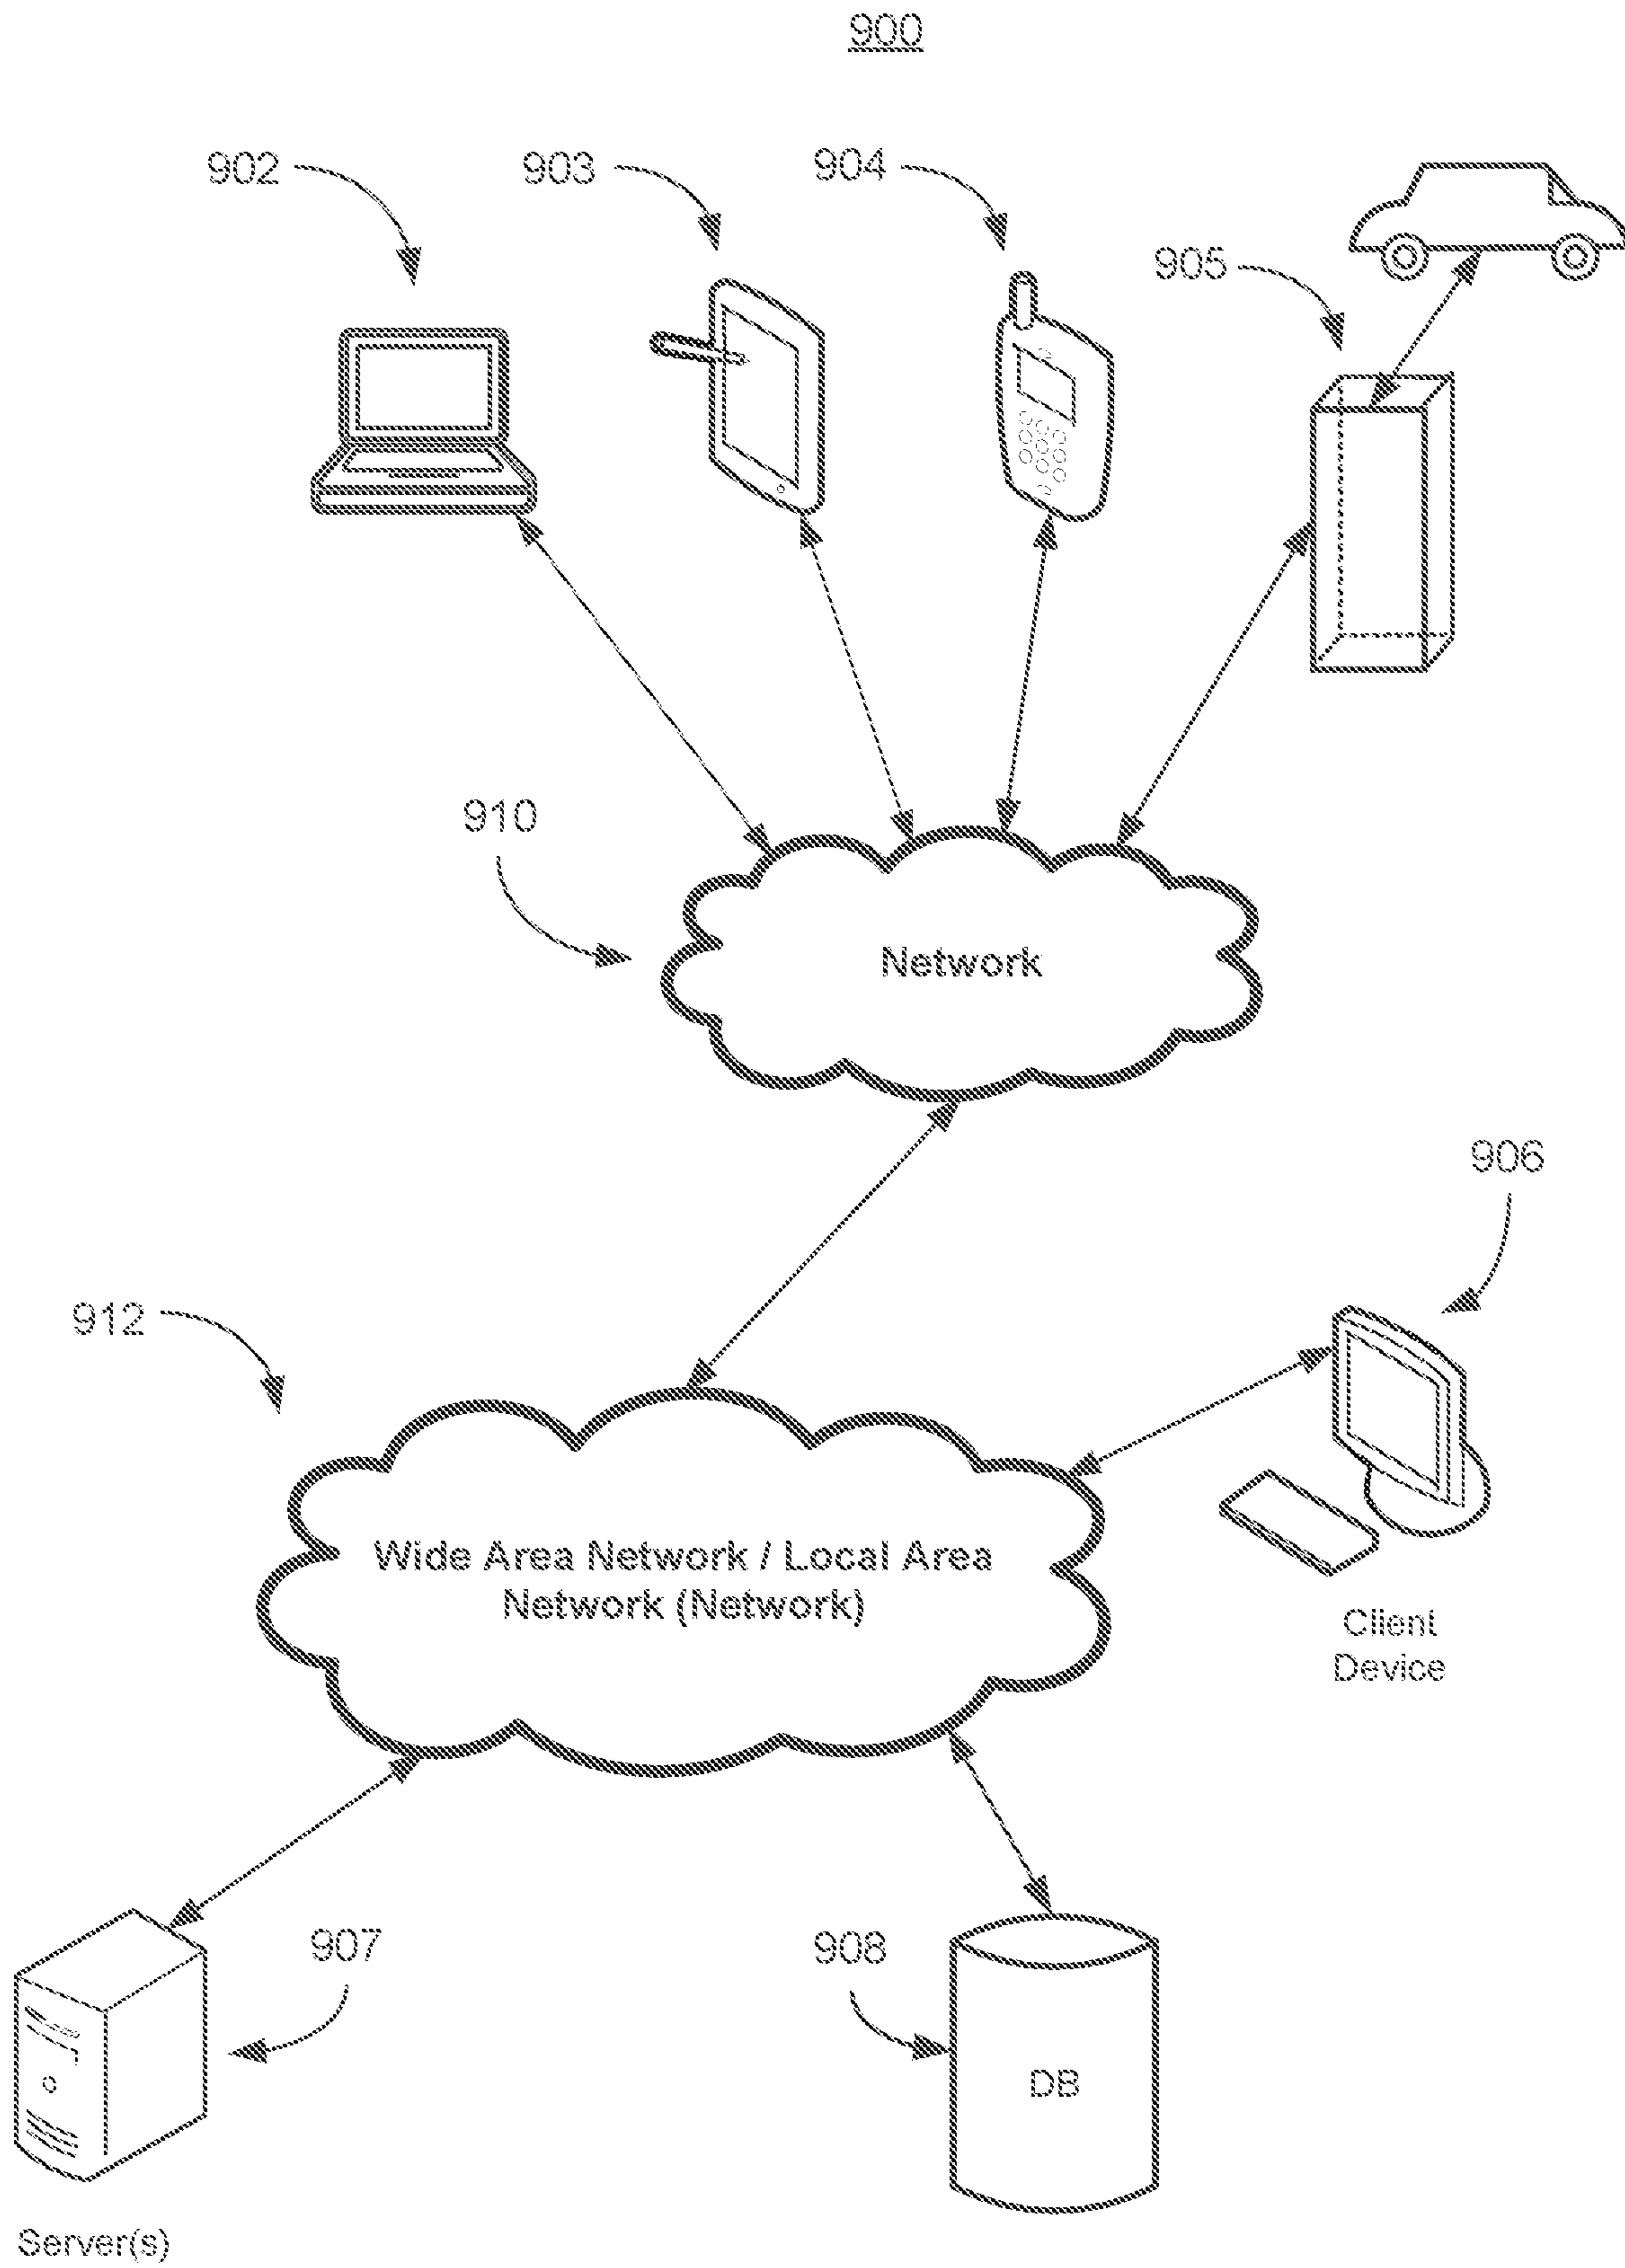 900
902
903
904
905
910
Network
906
912
Wide Area Network / Local Area
Network (Network)
Client
Device
907
908
DB
Server(s)